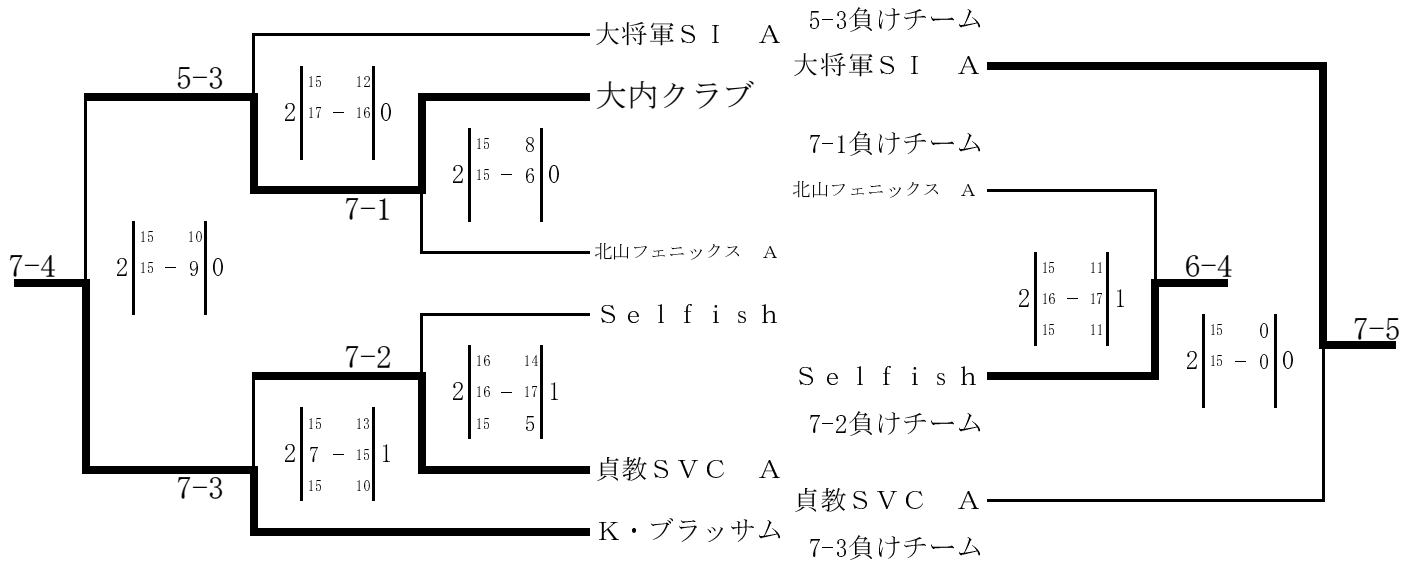 大将軍ＳＩ　Ａ
5-3
15 12
2 17 － 16 0
大内クラブ
15 8
2 15 － 6 0
7-1
15 10
2 15 － 9 0
北山フェニックス　Ａ
7-4
Ｓｅｌｆｉｓｈ
7-2
16 14
2 16 － 17 1
15 5
15 13
2 7 － 15 1
15 10
貞教ＳＶＣ　Ａ
7-3
Ｋ・ブラッサム
5-3負けチーム
大将軍ＳＩ　Ａ
7-1負けチーム
北山フェニックス　Ａ
6-4
15 11
2 16 － 17 1
15 11
15 0
2 15 － 0 0
7-5
Ｓｅｌｆｉｓｈ
7-2負けチーム
貞教ＳＶＣ　Ａ
7-3負けチーム